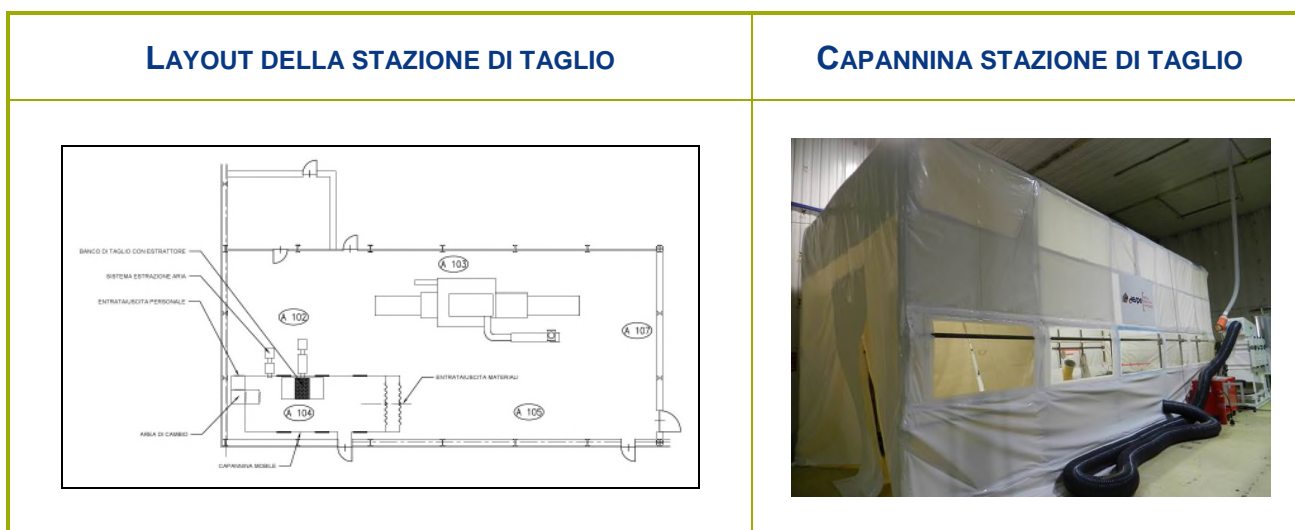 LAYOUT DELLA STAZIONE DI TAGLIO
CAPANNINA STAZIONE DI TAGLIO
BANCO DI TAGLIO CON ESTRATTORE
SISTEMA ESTRAZIONE ARIA
ENTRATA/USCITA PERSONALE
A 102
A 103
A 107
ENTRATA/USCITA MATERIALI
A 104
A 105
AREA DI CAMBIO
CAPANNINA MOBILE